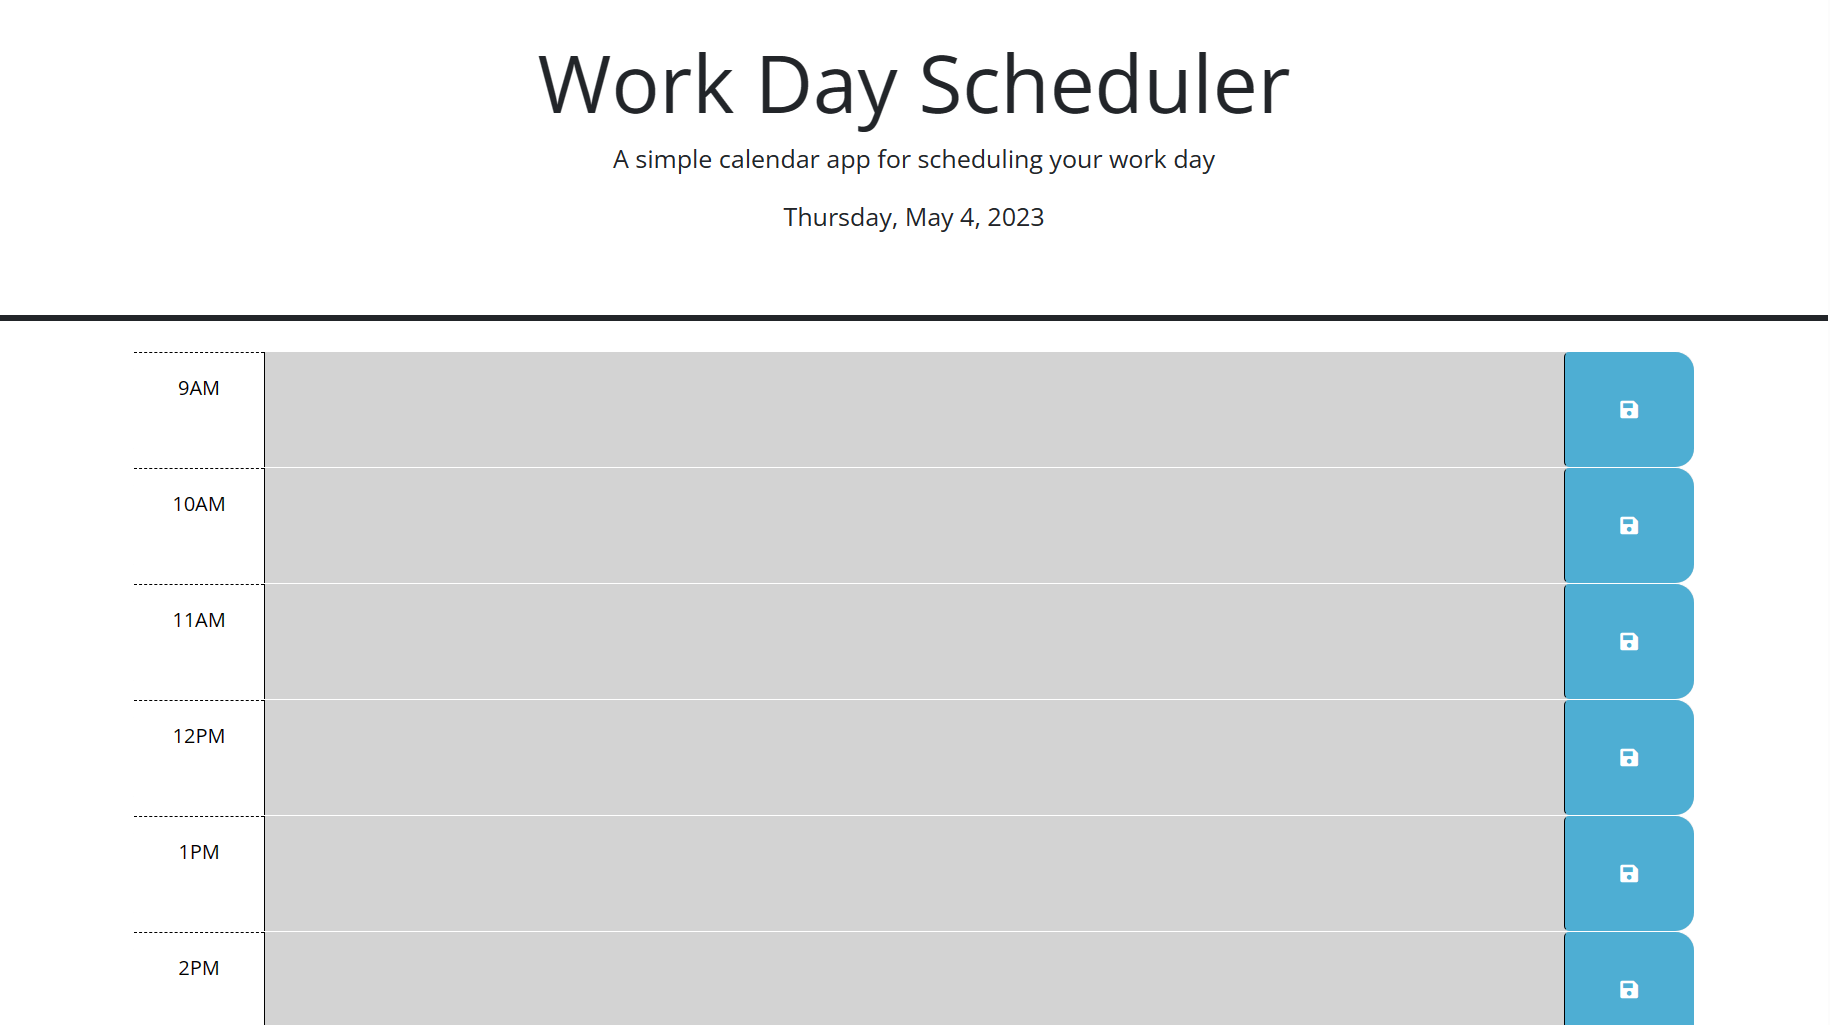 Work Day Scheduler
A simple calendar app for scheduling your work day
Thursday, May 4, 2023
9AM
10AM
11AM
12PM
1PM
2PM